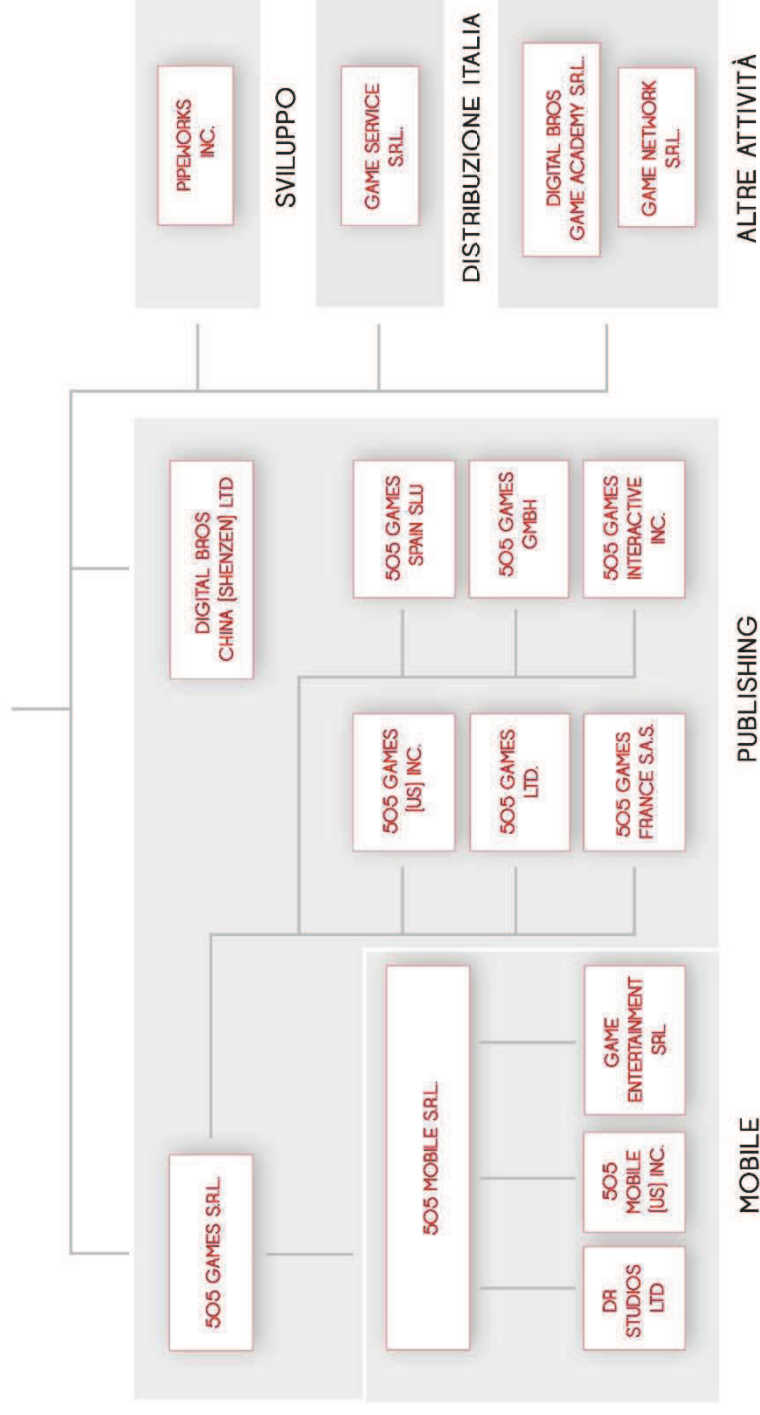 505 GAMES S.R.L.
DIGITAL BROS
CHINA [SHENZEN] LTD
PIPEWORKS
INC.
SVILUPPO
505 MOBILE S.R.L.
505 GAMES
[US] INC.
505 GAMES
SPAIN SLU
GAME SERVICE
S.R.L.
505 GAMES
LTD.
505 GAMES
GMBH
DISTRIBUZIONE ITALIA
DR
STUDIOS
LTD
505
MOBILE
[US] INC.
GAME
ENTERTAINMENT
SRL
505 GAMES
FRANCE S.A.S.
505 GAMES
INTERACTIVE
INC.
DIGITAL BROS
GAME ACADEMY S.R.L.
GAME NETWORK
S.R.L.
MOBILE
PUBLISHING
ALTRE ATTIVITÀ